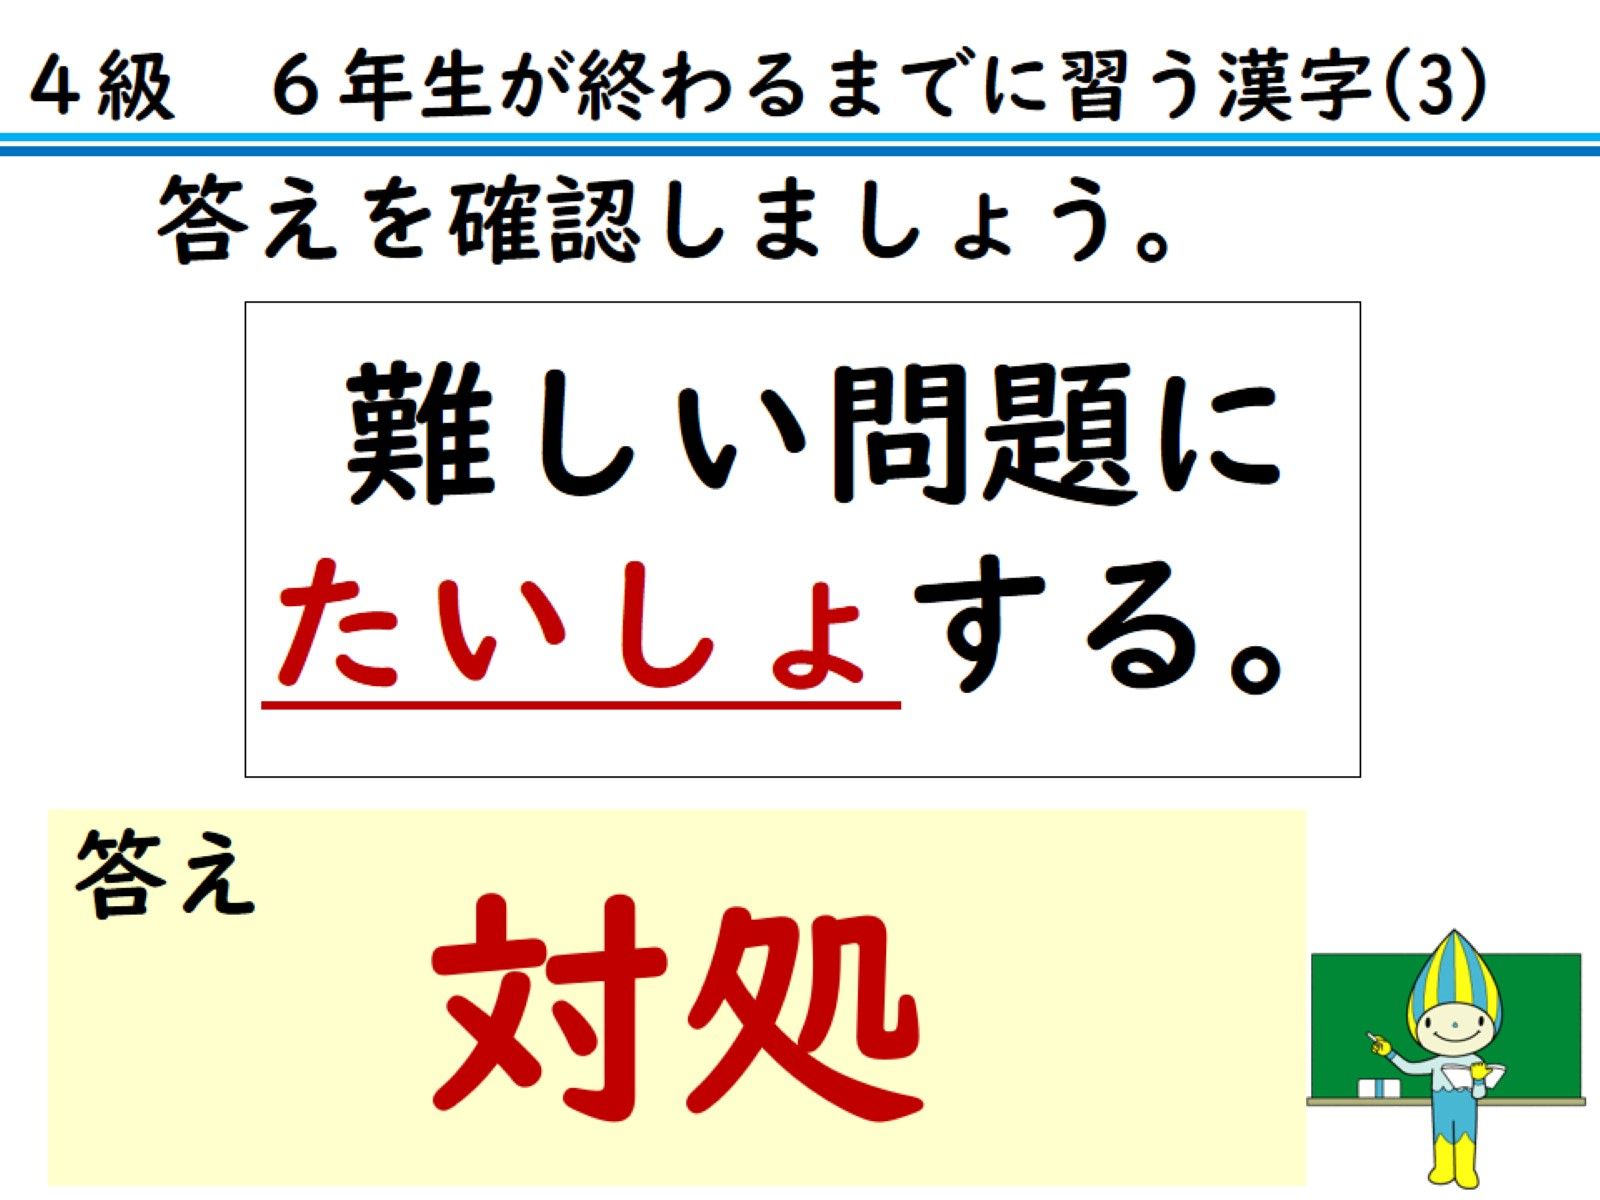 ４級　６年生が終わるまでに習う漢字(3)
答えを確認しましょう。
難しい問題に
たいしょする。
答え
対処